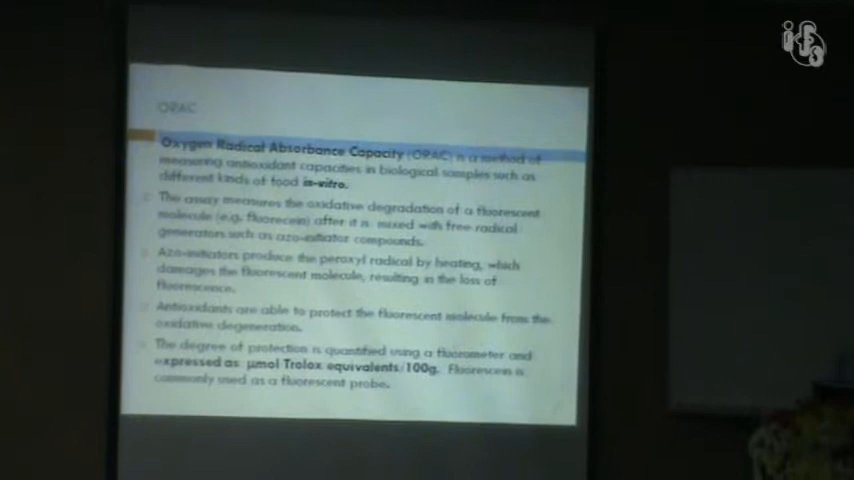 ORAC
Oxygen Radical Absorbance Capacity (ORAC) is a method of
measuring antioxidant capacities in biological samples such as
different kinds of food in-vitro.
The assay measures the oxidative degradation of a fluorescent
molecule (e.g. fluorecein) after it is mixed with free radical
generators such as azo-initiator compounds.
Azo-initiators produce the peroxyl radical by heating, which
damages the fluorescent molecule, resulting in the loss of
fluorescence.
Antioxidants are able to protect the fluorescent molecule from the
oxidative degeneration.
The degree of protection is quantified using a fluorometer and
expressed as μmol Trolox equivalents/100g. Fluorescein is
commonly used as a fluorescent probe.